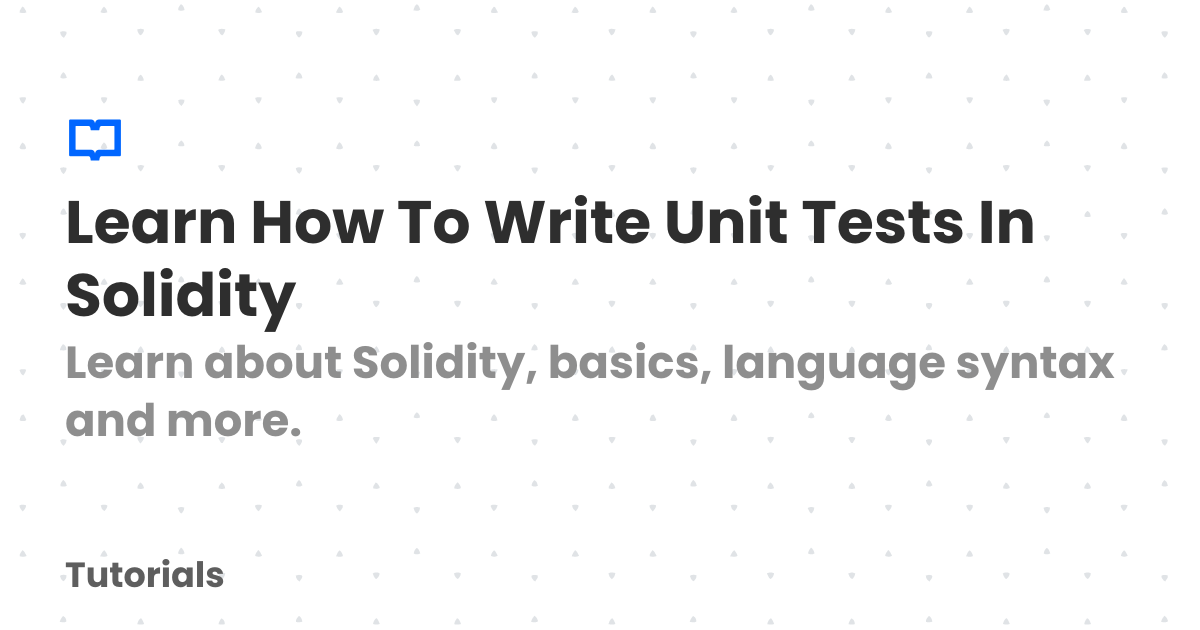 Learn How To Write Unit Tests In
Solidity
Learn about Solidity, basics, language syntax
and more.
Tutorials